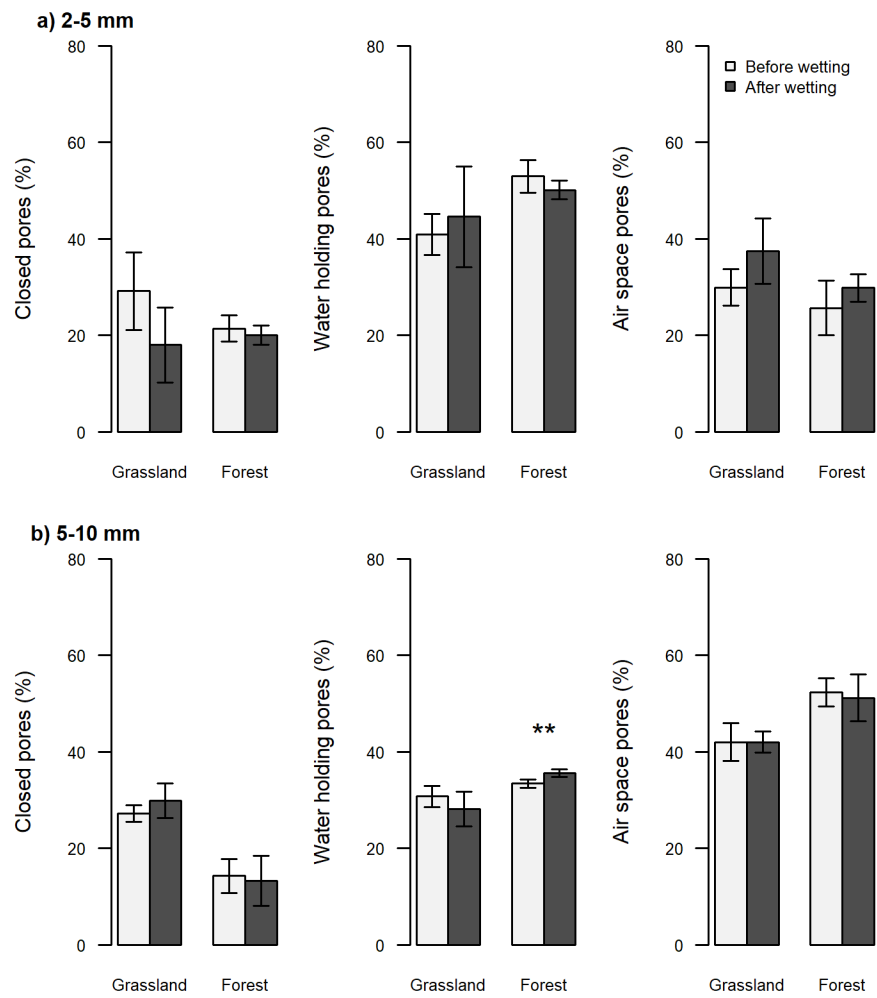 a) 2-5 mm
Closed pores (%)
80
60
40
20
0
Grassland Forest
Water holding pores (%)
80
60
40
20
0
Grassland Forest
Air space pores (%)
80
60
40
20
0
Grassland Forest
Before wetting
After wetting
b) 5-10 mm
Closed pores (%)
80
60
40
20
0
Grassland Forest
Water holding pores (%)
80
60
40
20
0
**
Grassland Forest
Air space pores (%)
80
60
40
20
0
Grassland Forest